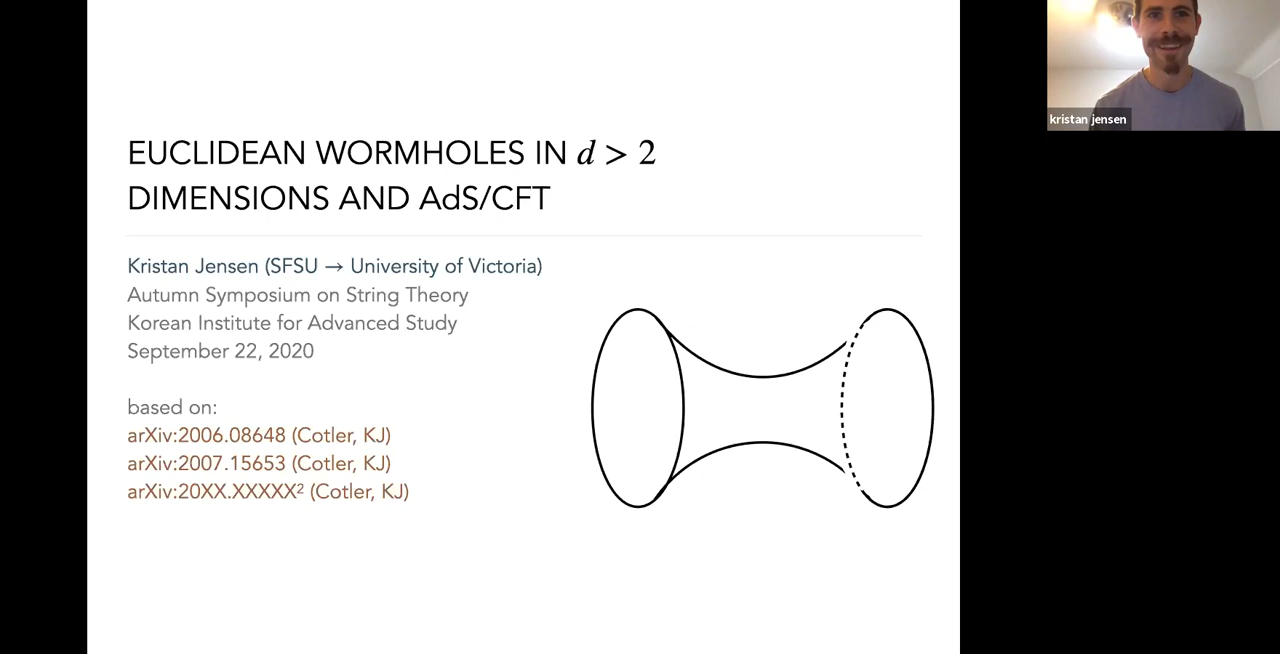 EUCLIDEAN WORMHOLES IN d > 2
DIMENSIONS AND AdS/CFT
Kristan Jensen (SFSU → University of Victoria)
Autumn Symposium on String Theory
Korean Institute for Advanced Study
September 22, 2020
based on:
arXiv:2006.08648 (Cotler, KJ)
arXiv:2007.15653 (Cotler, KJ)
arXiv:20XX.XXXXX² (Cotler, KJ)
kristan jensen